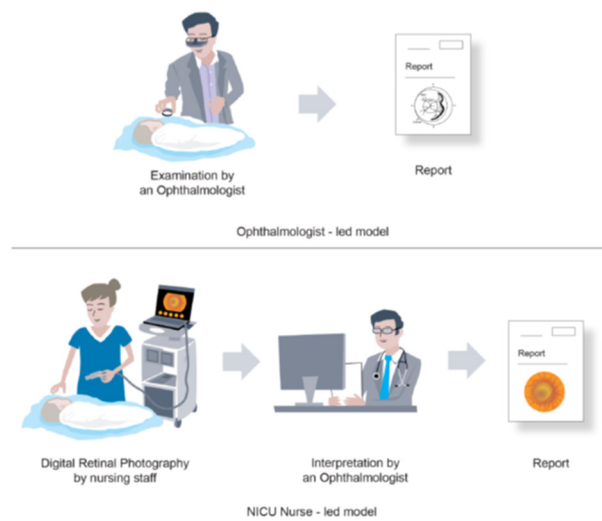 Report
Examination by
an Ophthalmologist
Report
Ophthalmologist - led model
Report
Digital Retinal Photography
by nursing staff
Interpretation by
an Ophthalmologist
Report
NICU Nurse - led model